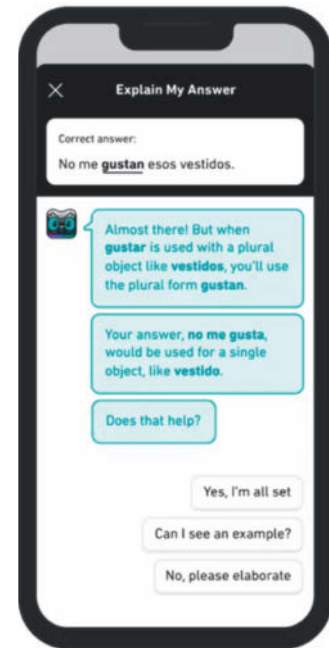 Explain My Answer
Correct answer:
No me gustan esos vestidos.
Almost there! But when
gustar is used with a plural
object like vestidos, you'll use
the plural form gustan.
Your answer, no me gusta,
would be used for a single
object, like vestido.
Does that help?
Yes, I'm all set
Can I see an example?
No, please elaborate